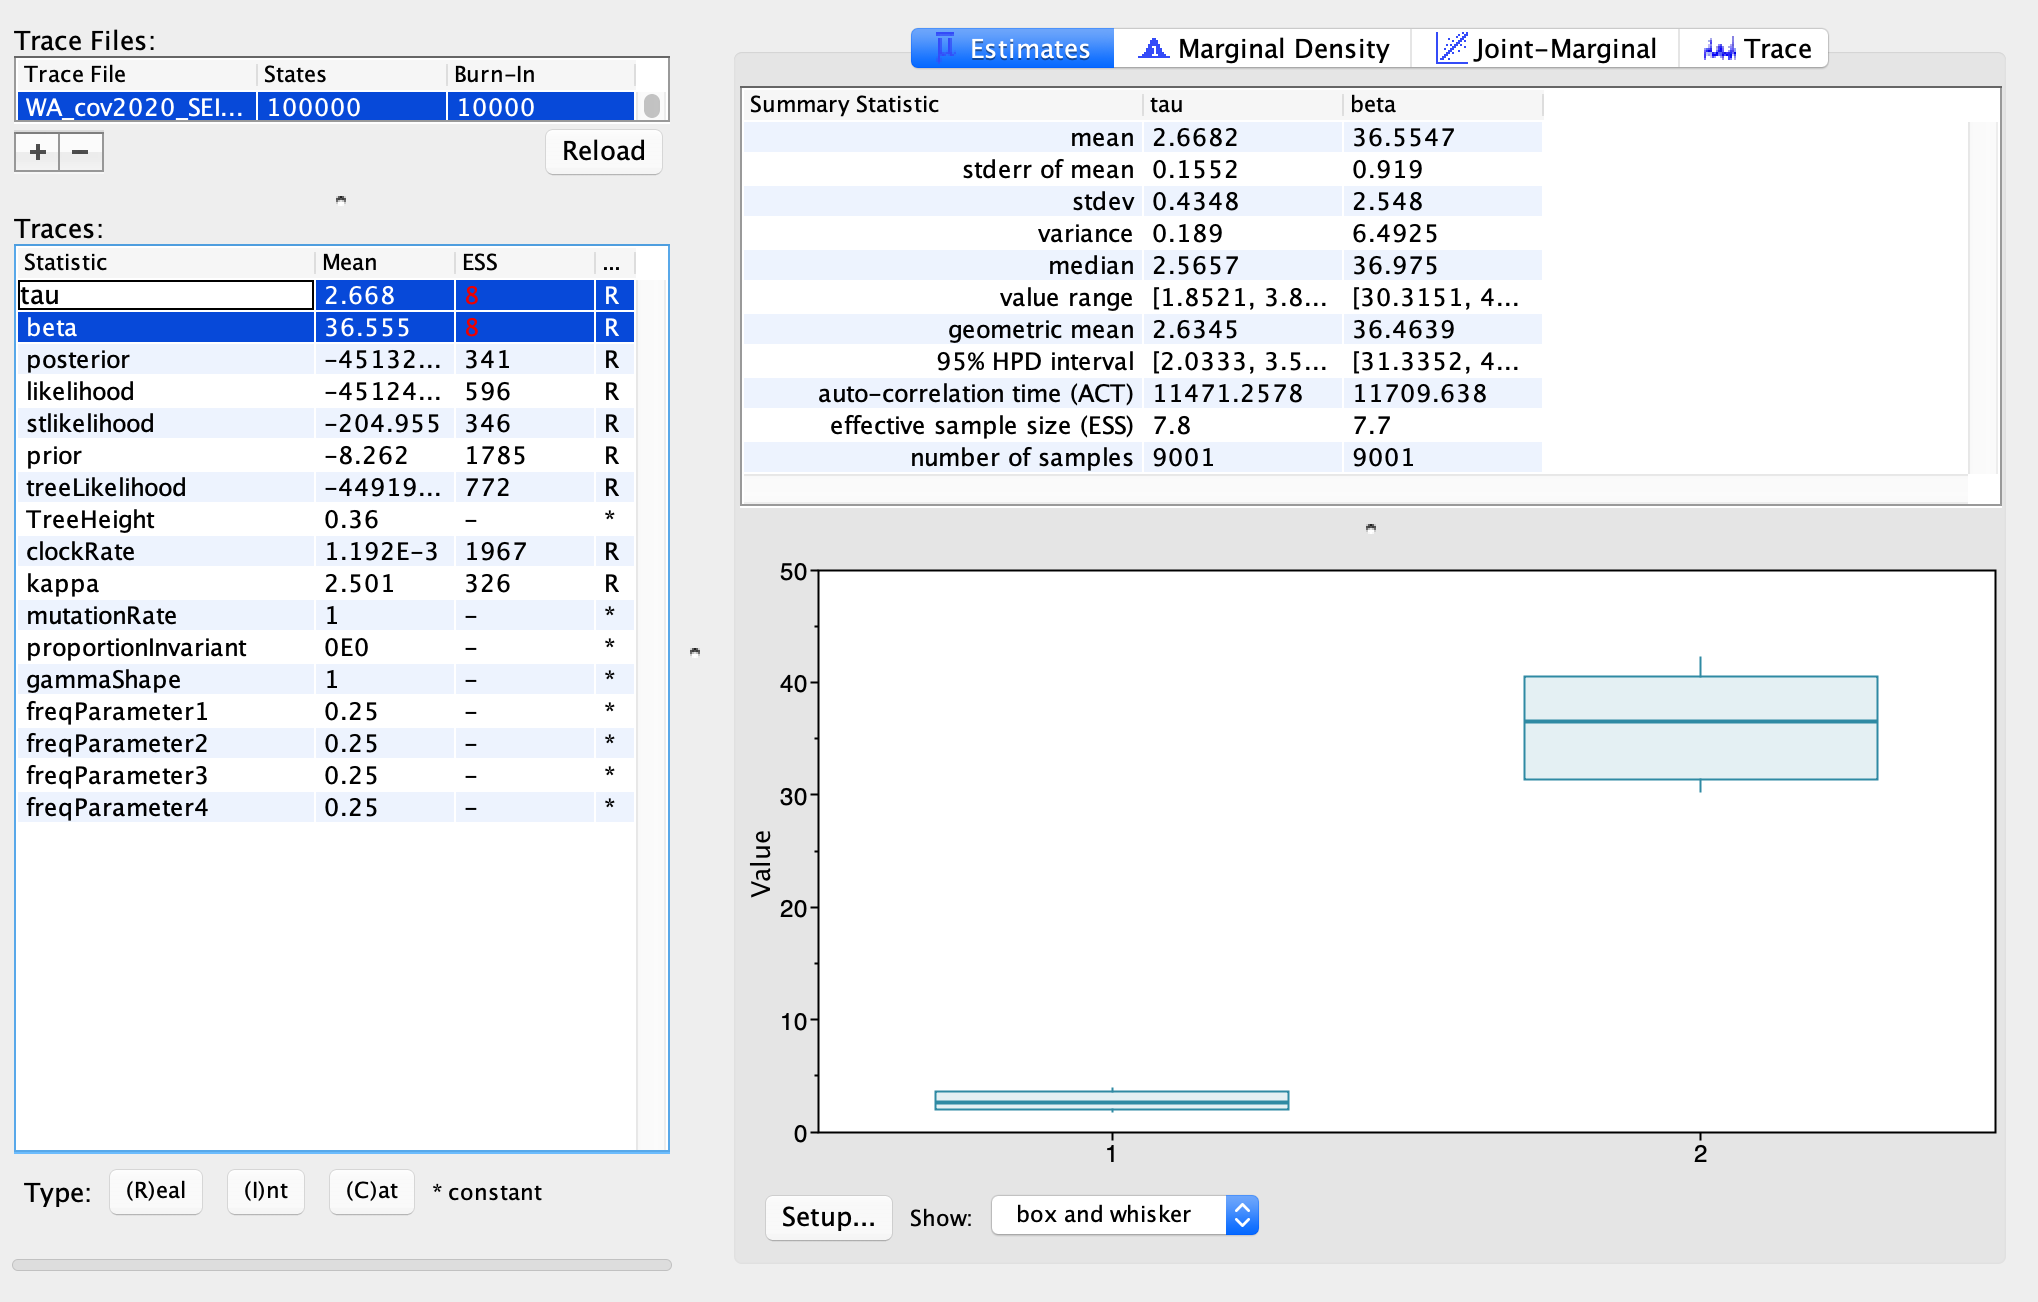 Trace Files:
Trace File States Burn-In
WA_cov2020_SEI... 100000 10000
+ −
Reload
Traces:
Statistic Mean ESS ...
tau 2.668 8 R
beta 36.555 8 R
posterior -45132... 341 R
likelihood -45124... 596 R
stlikelihood -204.955 346 R
prior -8.262 1785 R
treeLikelihood -44919... 772 R
TreeHeight 0.36 - *
clockRate 1.192E-3 1967 R
kappa 2.501 326 R
mutationRate 1 - *
proportionInvariant 0E0 - *
gammaShape 1 - *
freqParameter1 0.25 - *
freqParameter2 0.25 - *
freqParameter3 0.25 - *
freqParameter4 0.25 - *
Type: (R)eal (I)nt (C)at * constant
μ Estimates Marginal Density Joint-Marginal Trace
Summary Statistic tau beta
mean 2.6682 36.5547
stderr of mean 0.1552 0.919
stdev 0.4348 2.548
variance 0.189 6.4925
median 2.5657 36.975
value range [1.8521, 3.8... [30.3151, 4...
geometric mean 2.6345 36.4639
95% HPD interval [2.0333, 3.5... [31.3352, 4...
auto-correlation time (ACT) 11471.2578 11709.638
effective sample size (ESS) 7.8 7.7
number of samples 9001 9001
50
40
30
Value
20
10
0
1 2
Setup... Show: box and whisker